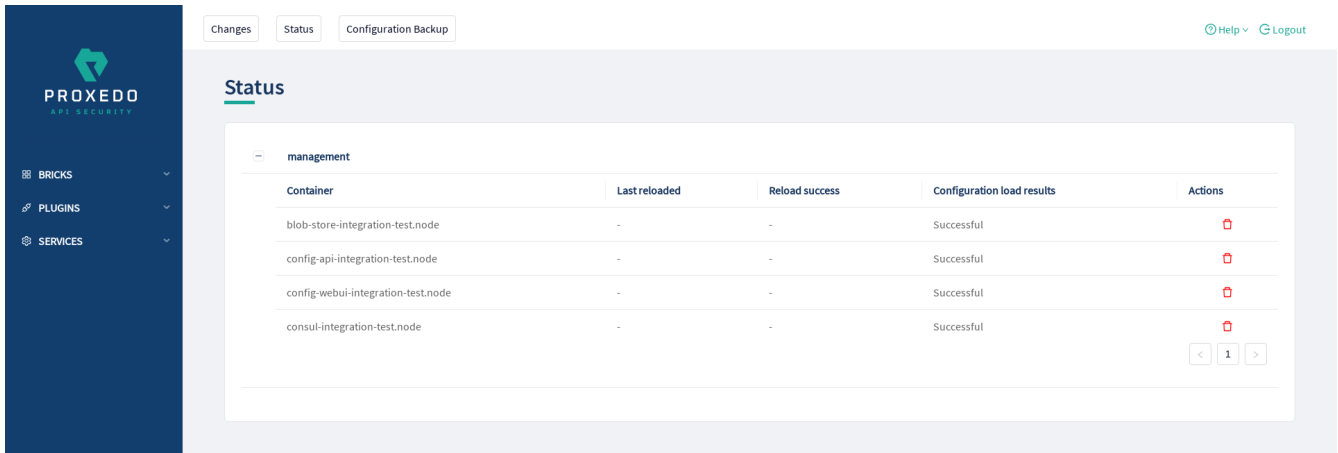 Changes Status Configuration Backup Help Logout
PROXEDO
API SECURITY
Status
BRICKS
PLUGINS
SERVICES
management
Container Last reloaded Reload success Configuration load results Actions
blob-store-integration-test.node - - Successful
config-api-integration-test.node - - Successful
config-webui-integration-test.node - - Successful
consul-integration-test.node - - Successful
< 1 >